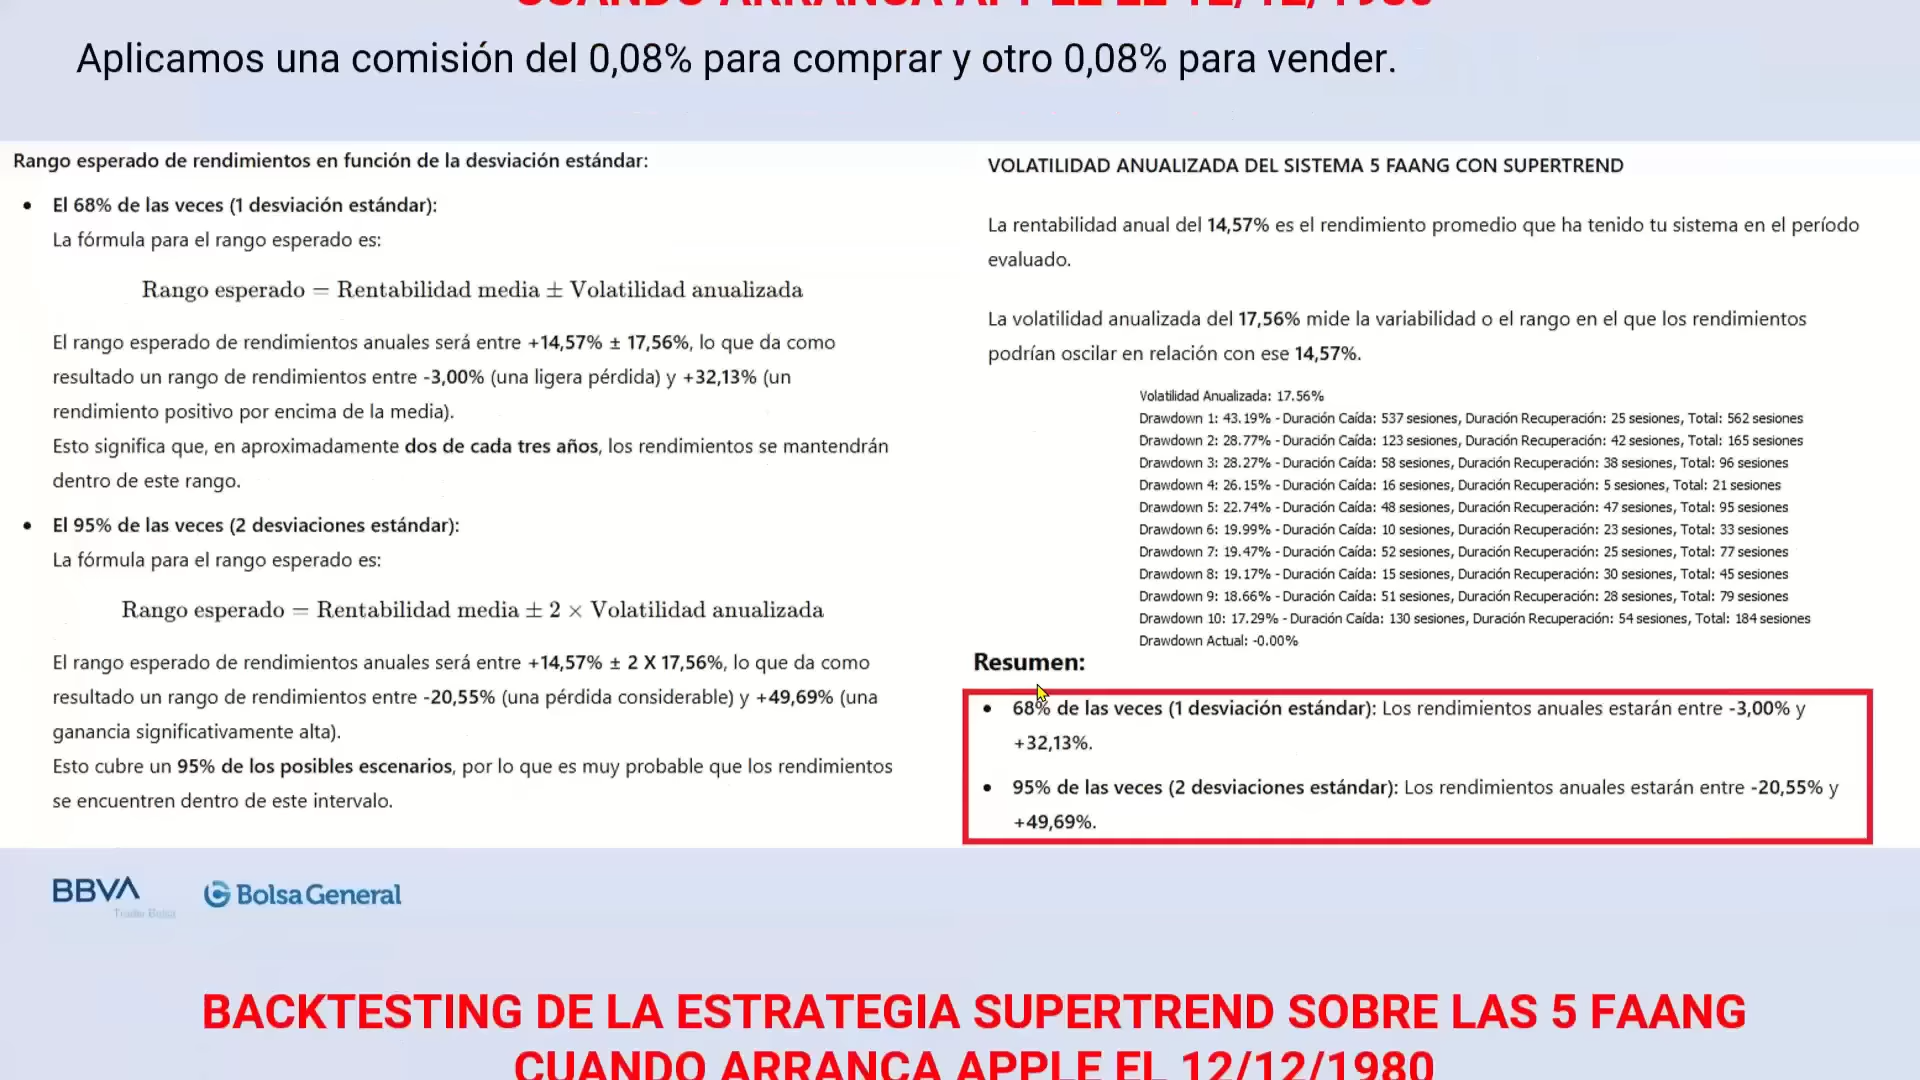 CUANDO ARRANCA APPLE EL 12/12/1980
Aplicamos una comisión del 0,08% para comprar y otro 0,08% para vender.
Rango esperado de rendimientos en función de la desviación estándar:
• El 68% de las veces (1 desviación estándar):
La fórmula para el rango esperado es:
Rango esperado = Rentabilidad media ± Volatilidad anualizada
El rango esperado de rendimientos anuales será entre +14,57% ± 17,56%, lo que da como
resultado un rango de rendimientos entre -3,00% (una ligera pérdida) y +32,13% (un
rendimiento positivo por encima de la media).
Esto significa que, en aproximadamente dos de cada tres años, los rendimientos se mantendrán
dentro de este rango.
• El 95% de las veces (2 desviaciones estándar):
La fórmula para el rango esperado es:
Rango esperado = Rentabilidad media ± 2 × Volatilidad anualizada
El rango esperado de rendimientos anuales será entre +14,57% ± 2 X 17,56%, lo que da como
resultado un rango de rendimientos entre -20,55% (una pérdida considerable) y +49,69% (una
ganancia significativamente alta).
Esto cubre un 95% de los posibles escenarios, por lo que es muy probable que los rendimientos
se encuentren dentro de este intervalo.
VOLATILIDAD ANUALIZADA DEL SISTEMA 5 FAANG CON SUPERTREND
La rentabilidad anual del 14,57% es el rendimiento promedio que ha tenido tu sistema en el período
evaluado.
La volatilidad anualizada del 17,56% mide la variabilidad o el rango en el que los rendimientos
podrían oscilar en relación con ese 14,57%.
Volatilidad Anualizada: 17.56%
Drawdown 1: 43.19% - Duración Caída: 537 sesiones, Duración Recuperación: 25 sesiones, Total: 562 sesiones
Drawdown 2: 28.77% - Duración Caída: 123 sesiones, Duración Recuperación: 42 sesiones, Total: 165 sesiones
Drawdown 3: 28.27% - Duración Caída: 58 sesiones, Duración Recuperación: 38 sesiones, Total: 96 sesiones
Drawdown 4: 26.15% - Duración Caída: 16 sesiones, Duración Recuperación: 5 sesiones, Total: 21 sesiones
Drawdown 5: 22.74% - Duración Caída: 48 sesiones, Duración Recuperación: 47 sesiones, Total: 95 sesiones
Drawdown 6: 19.99% - Duración Caída: 10 sesiones, Duración Recuperación: 23 sesiones, Total: 33 sesiones
Drawdown 7: 19.47% - Duración Caída: 52 sesiones, Duración Recuperación: 25 sesiones, Total: 77 sesiones
Drawdown 8: 19.17% - Duración Caída: 15 sesiones, Duración Recuperación: 30 sesiones, Total: 45 sesiones
Drawdown 9: 18.66% - Duración Caída: 51 sesiones, Duración Recuperación: 28 sesiones, Total: 79 sesiones
Drawdown 10: 17.29% - Duración Caída: 130 sesiones, Duración Recuperación: 54 sesiones, Total: 184 sesiones
Drawdown Actual: -0.00%
Resumen:
• 68% de las veces (1 desviación estándar): Los rendimientos anuales estarán entre -3,00% y
+32,13%.
• 95% de las veces (2 desviaciones estándar): Los rendimientos anuales estarán entre -20,55% y
+49,69%.
BBVA
Trader Bolsa
BolsaGeneral
BACKTESTING DE LA ESTRATEGIA SUPERTREND SOBRE LAS 5 FAANG
CUANDO ARRANCA APPLE EL 12/12/1980